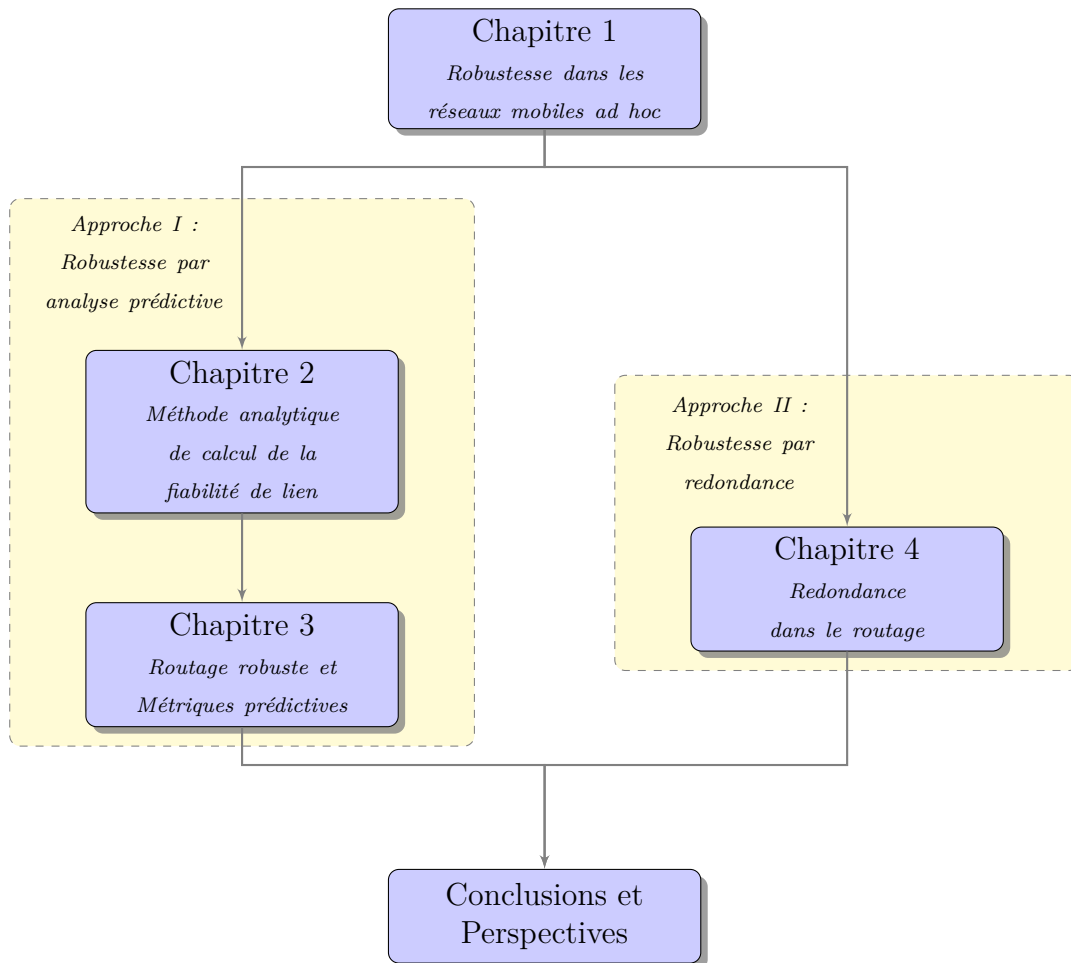 Chapitre 1
Robustesse dans les
réseaux mobiles ad hoc
Approche I :
Robustesse par
analyse prédictive
Chapitre 2
Méthode analytique
de calcul de la
fiabilité de lien
Chapitre 3
Routage robuste et
Métriques prédictives
Approche II :
Robustesse par
redondance
Chapitre 4
Redondance
dans le routage
Conclusions et
Perspectives